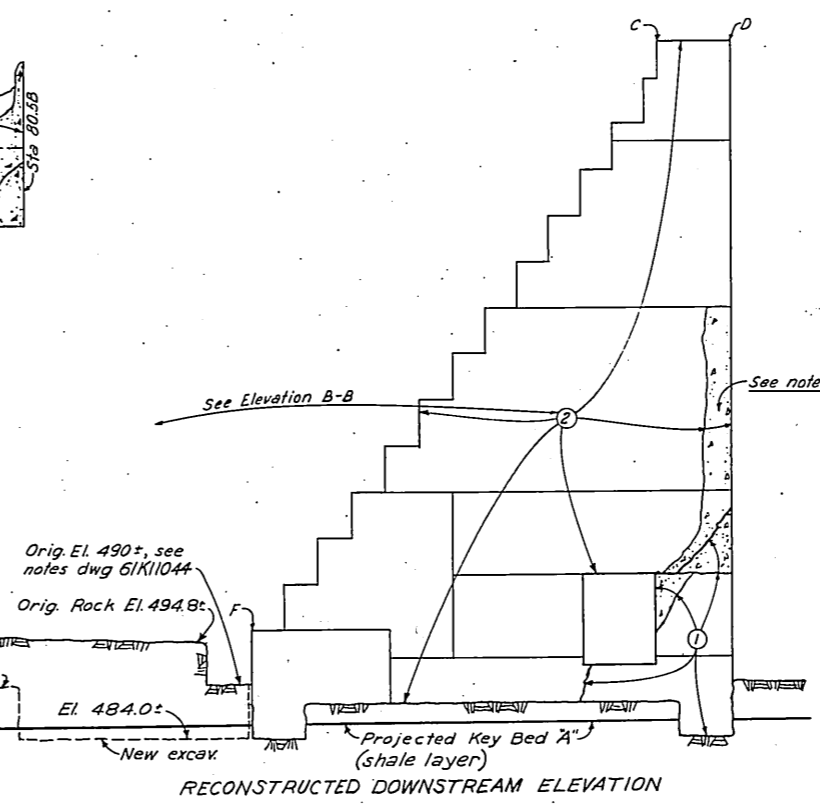 C
D
Sta 80.58
See Elevation B-B
2
See note
Orig. El. 490±, see
notes dwg 61K11044
Orig. Rock El. 494.8±
F
1
El. 484.0±
New excav.
Projected Key Bed "A"
(shale layer)
RECONSTRUCTED DOWNSTREAM ELEVATION